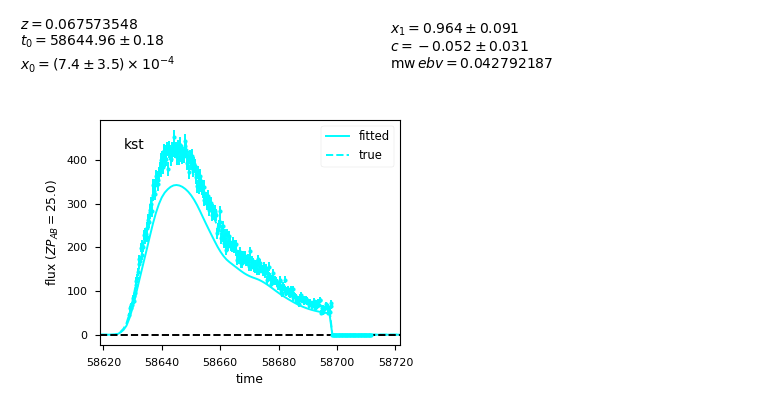 z = 0.067573548
t₀ = 58644.96 ± 0.18
x₀ = (7.4 ± 3.5) × 10⁻⁴
x₁ = 0.964 ± 0.091
c = −0.052 ± 0.031
mw ebv = 0.042792187
kst
fitted
true
flux (ZP_AB = 25.0)
400
300
200
100
0
58620 58640 58660 58680 58700 58720
time